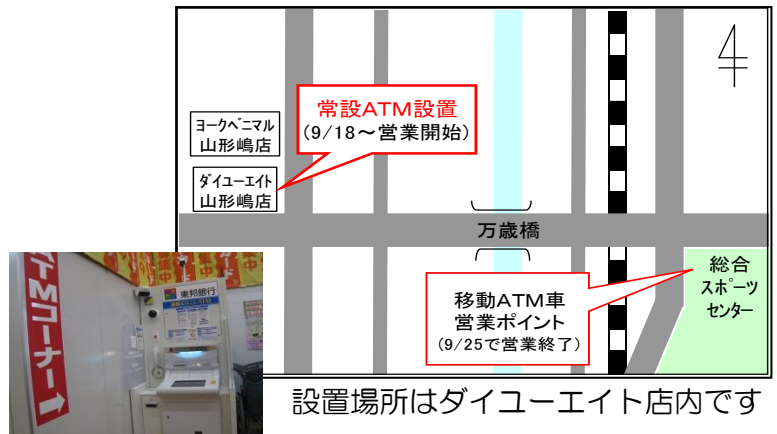 常設ATM設置
(9/18～営業開始)
ヨークベニマル
山形嶋店
ダイユーエイト
山形嶋店
万歳橋
総合
スポーツ
センター
移動ATM車
営業ポイント
(9/25で営業終了)
ATMコーナー
東邦銀行
設置場所はダイユーエイト店内です